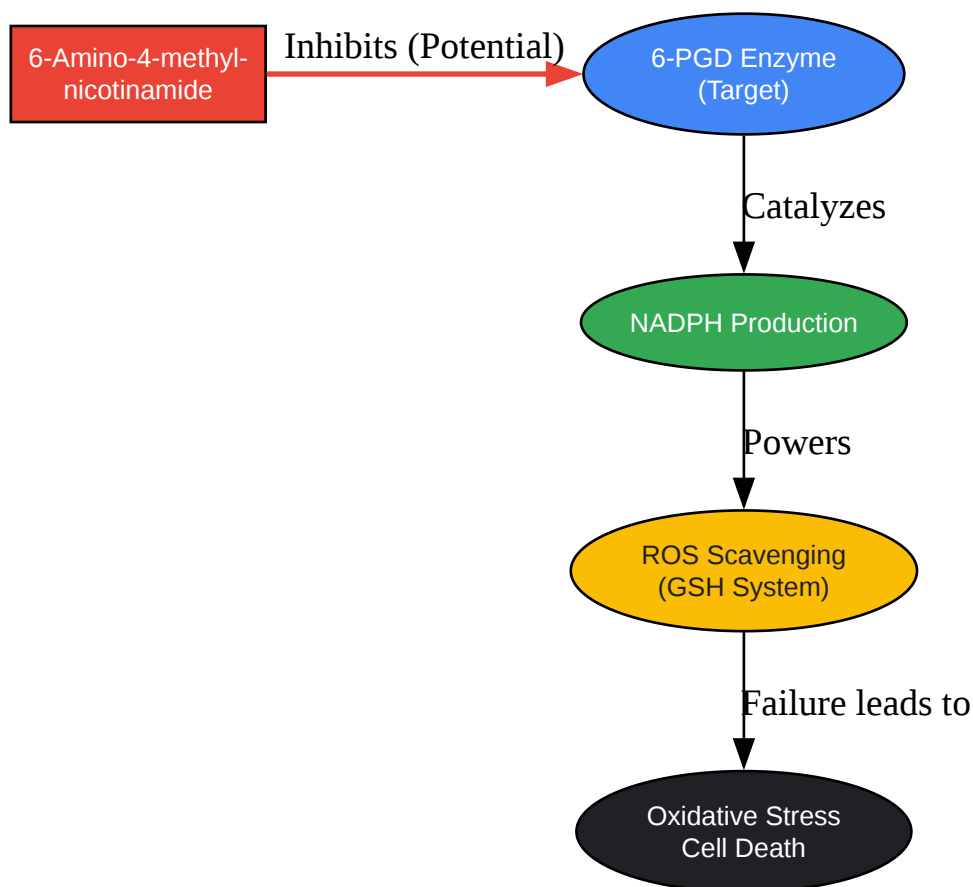 6-Amino-4-methyl-
nicotinamide
Inhibits (Potential)
6-PGD Enzyme
(Target)
Catalyzes
NADPH Production
Powers
ROS Scavenging
(GSH System)
Failure leads to
Oxidative Stress
Cell Death